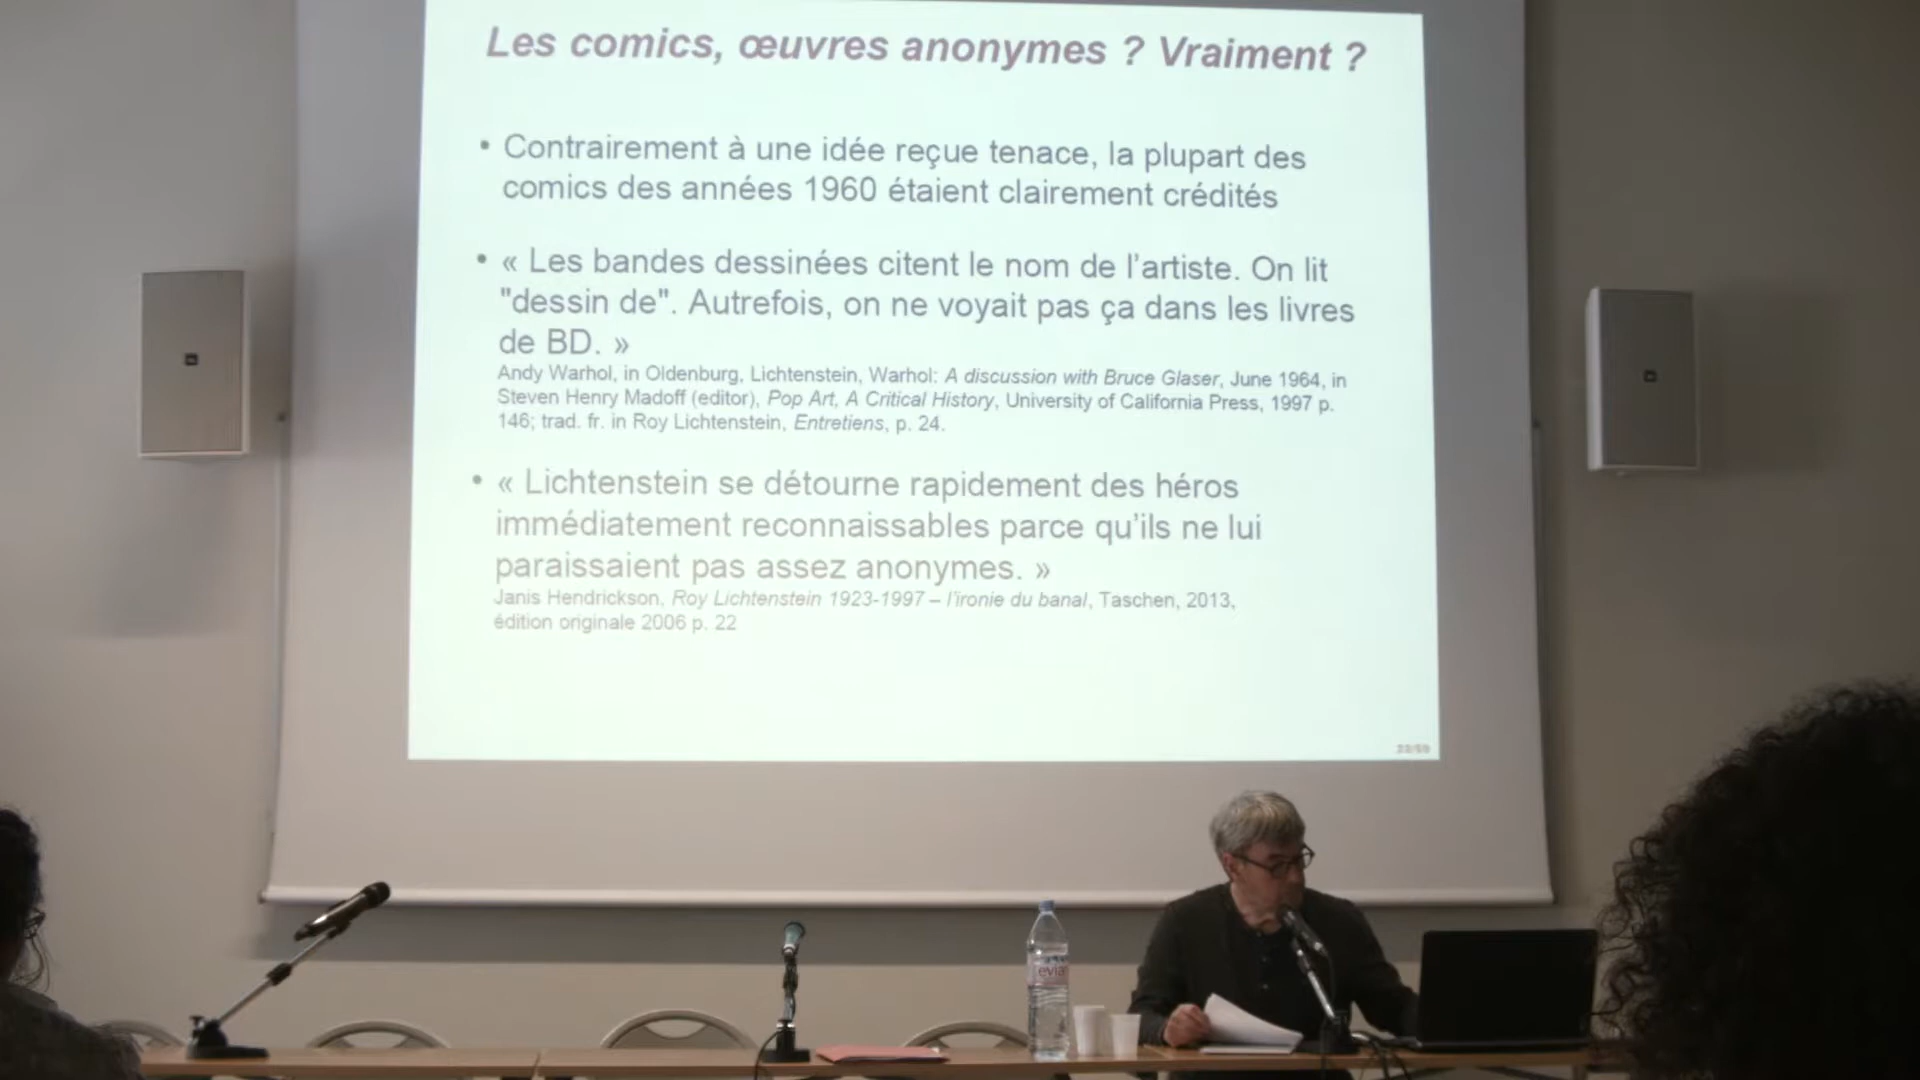 Les comics, œuvres anonymes ? Vraiment ?
• Contrairement à une idée reçue tenace, la plupart des
comics des années 1960 étaient clairement crédités
• « Les bandes dessinées citent le nom de l'artiste. On lit
"dessin de". Autrefois, on ne voyait pas ça dans les livres
de BD. »
Andy Warhol, in Oldenburg, Lichtenstein, Warhol: A discussion with Bruce Glaser, June 1964, in
Steven Henry Madoff (editor), Pop Art, A Critical History, University of California Press, 1997 p.
146; trad. fr. in Roy Lichtenstein, Entretiens, p. 24.
• « Lichtenstein se détourne rapidement des héros
immédiatement reconnaissables parce qu'ils ne lui
paraissaient pas assez anonymes. »
Janis Hendrickson, Roy Lichtenstein 1923-1997 – l'ironie du banal, Taschen, 2013,
édition originale 2006 p. 22
evian